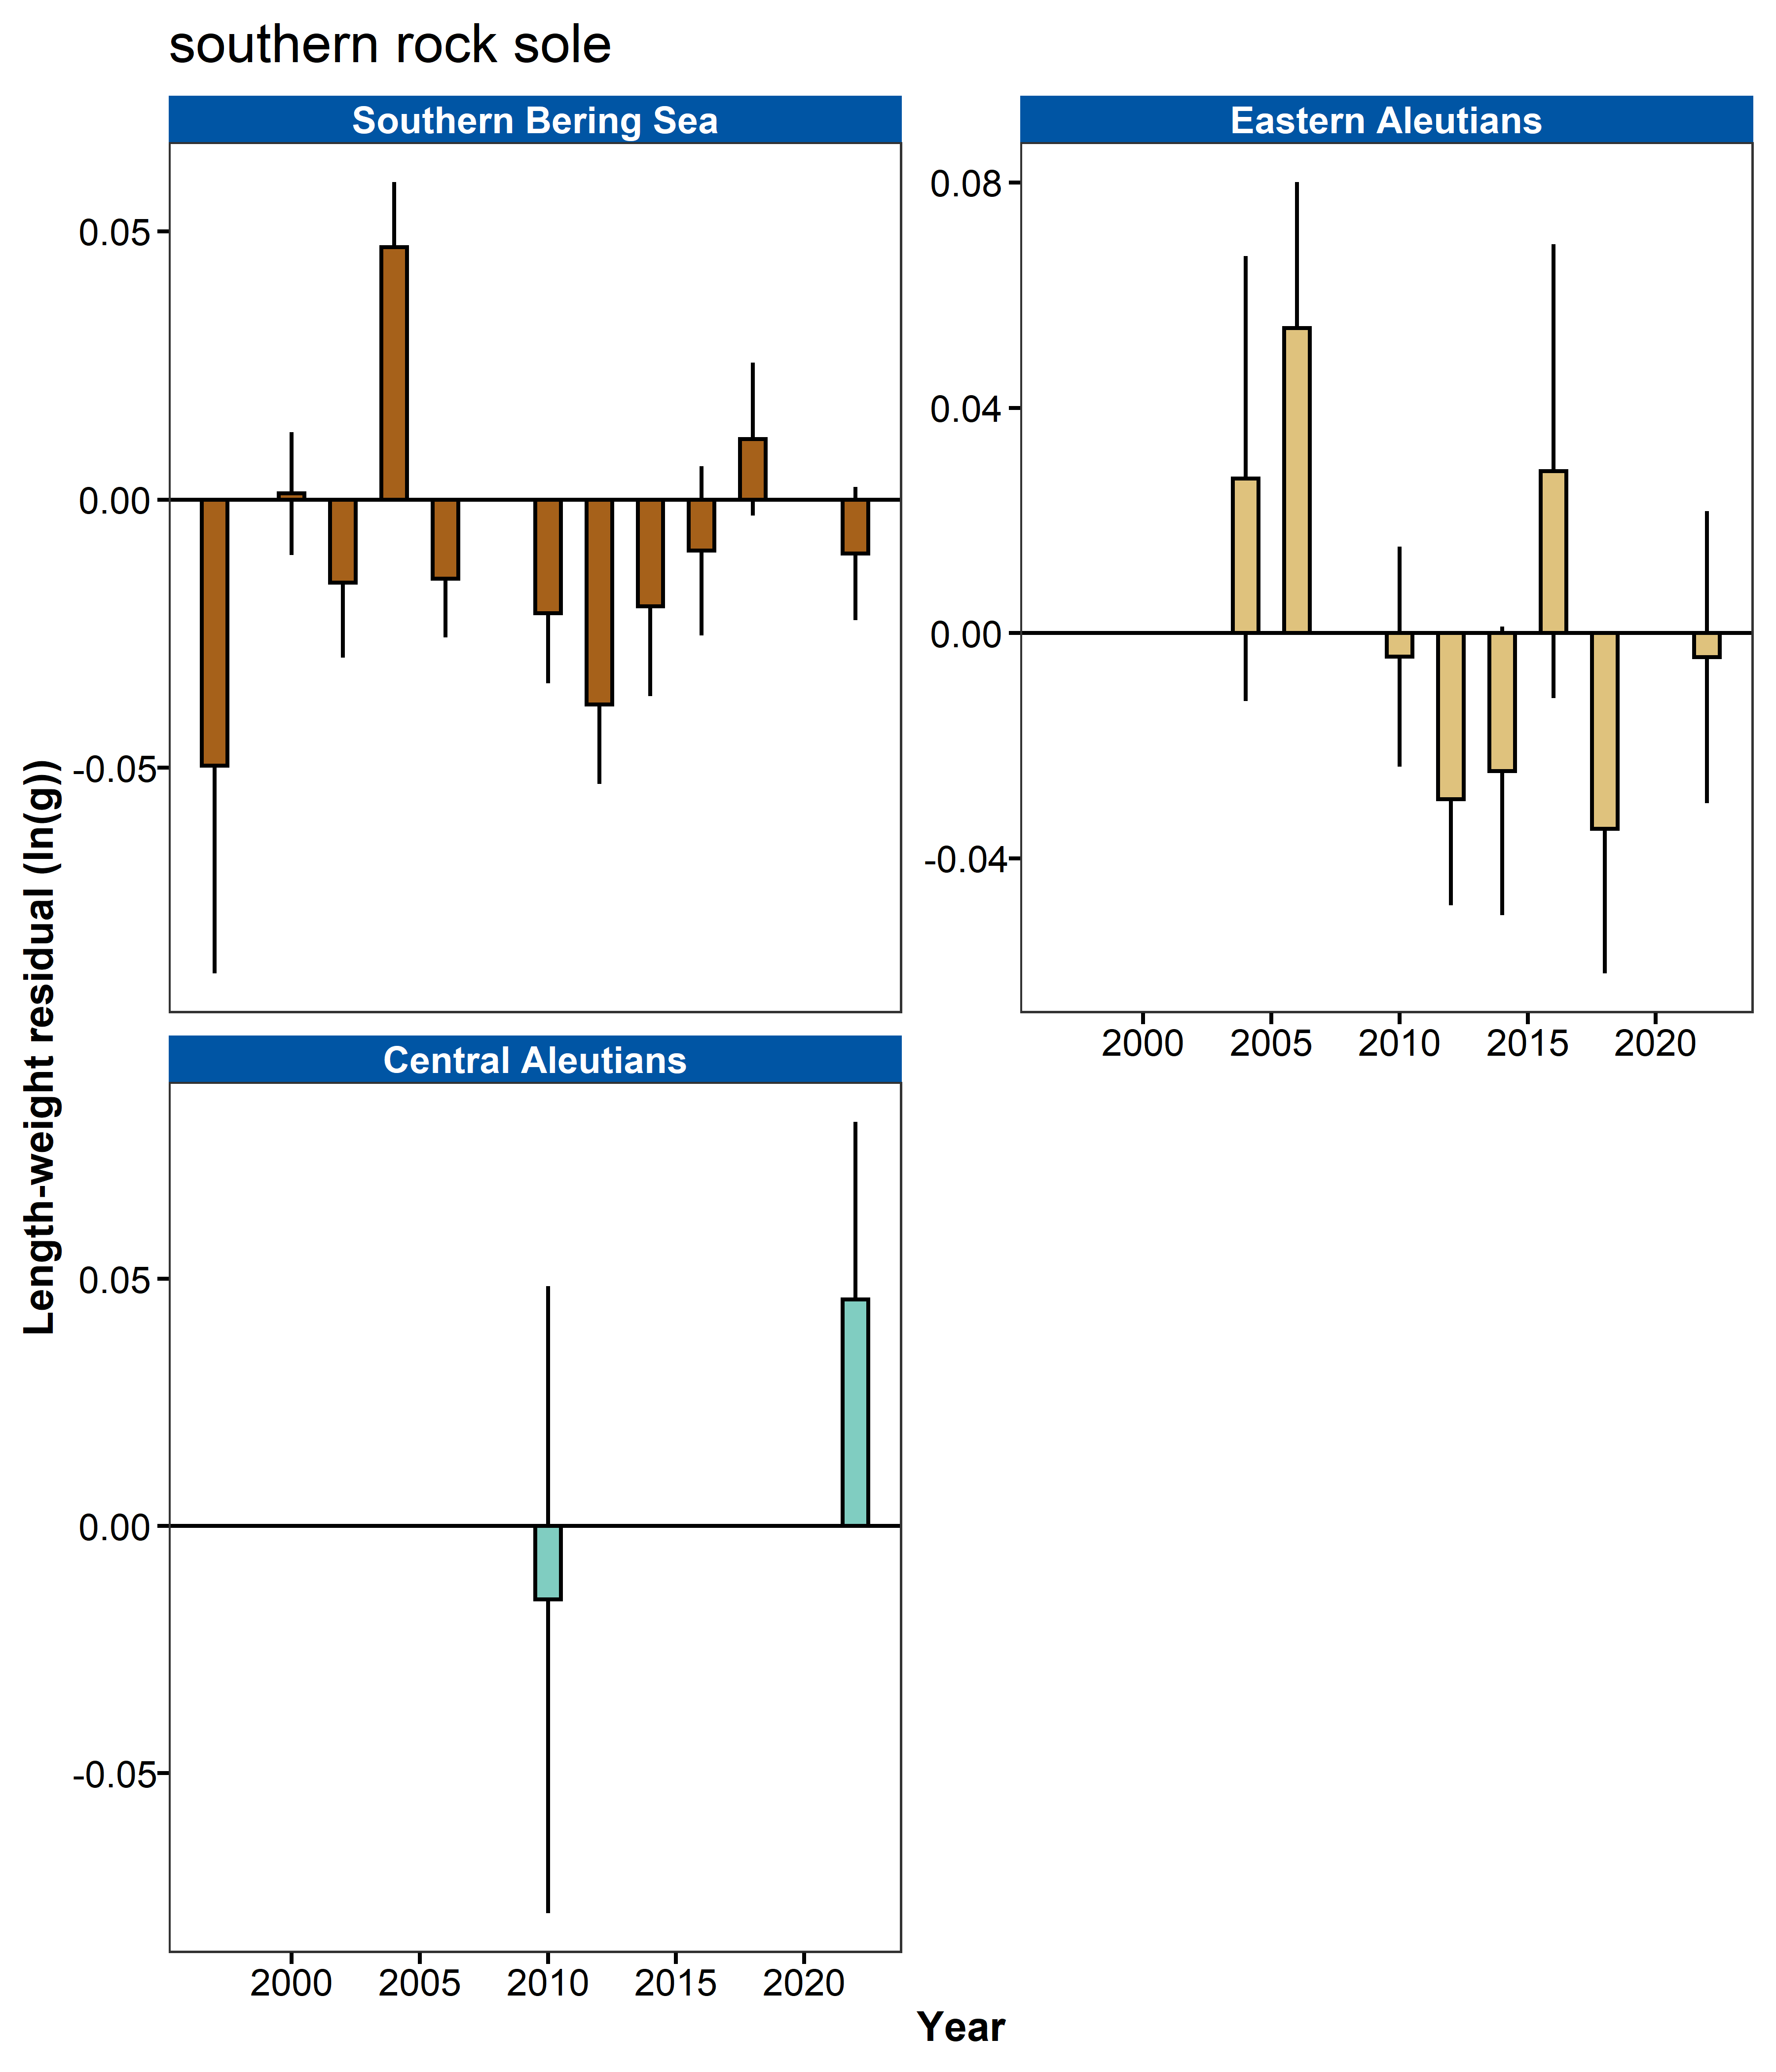 southern rock sole
Southern Bering Sea
Eastern Aleutians
0.05
0.00
-0.05
0.08
0.04
0.00
-0.04
2000 2005 2010 2015 2020
Central Aleutians
0.05
0.00
-0.05
2000 2005 2010 2015 2020
Length-weight residual (ln(g))
Year